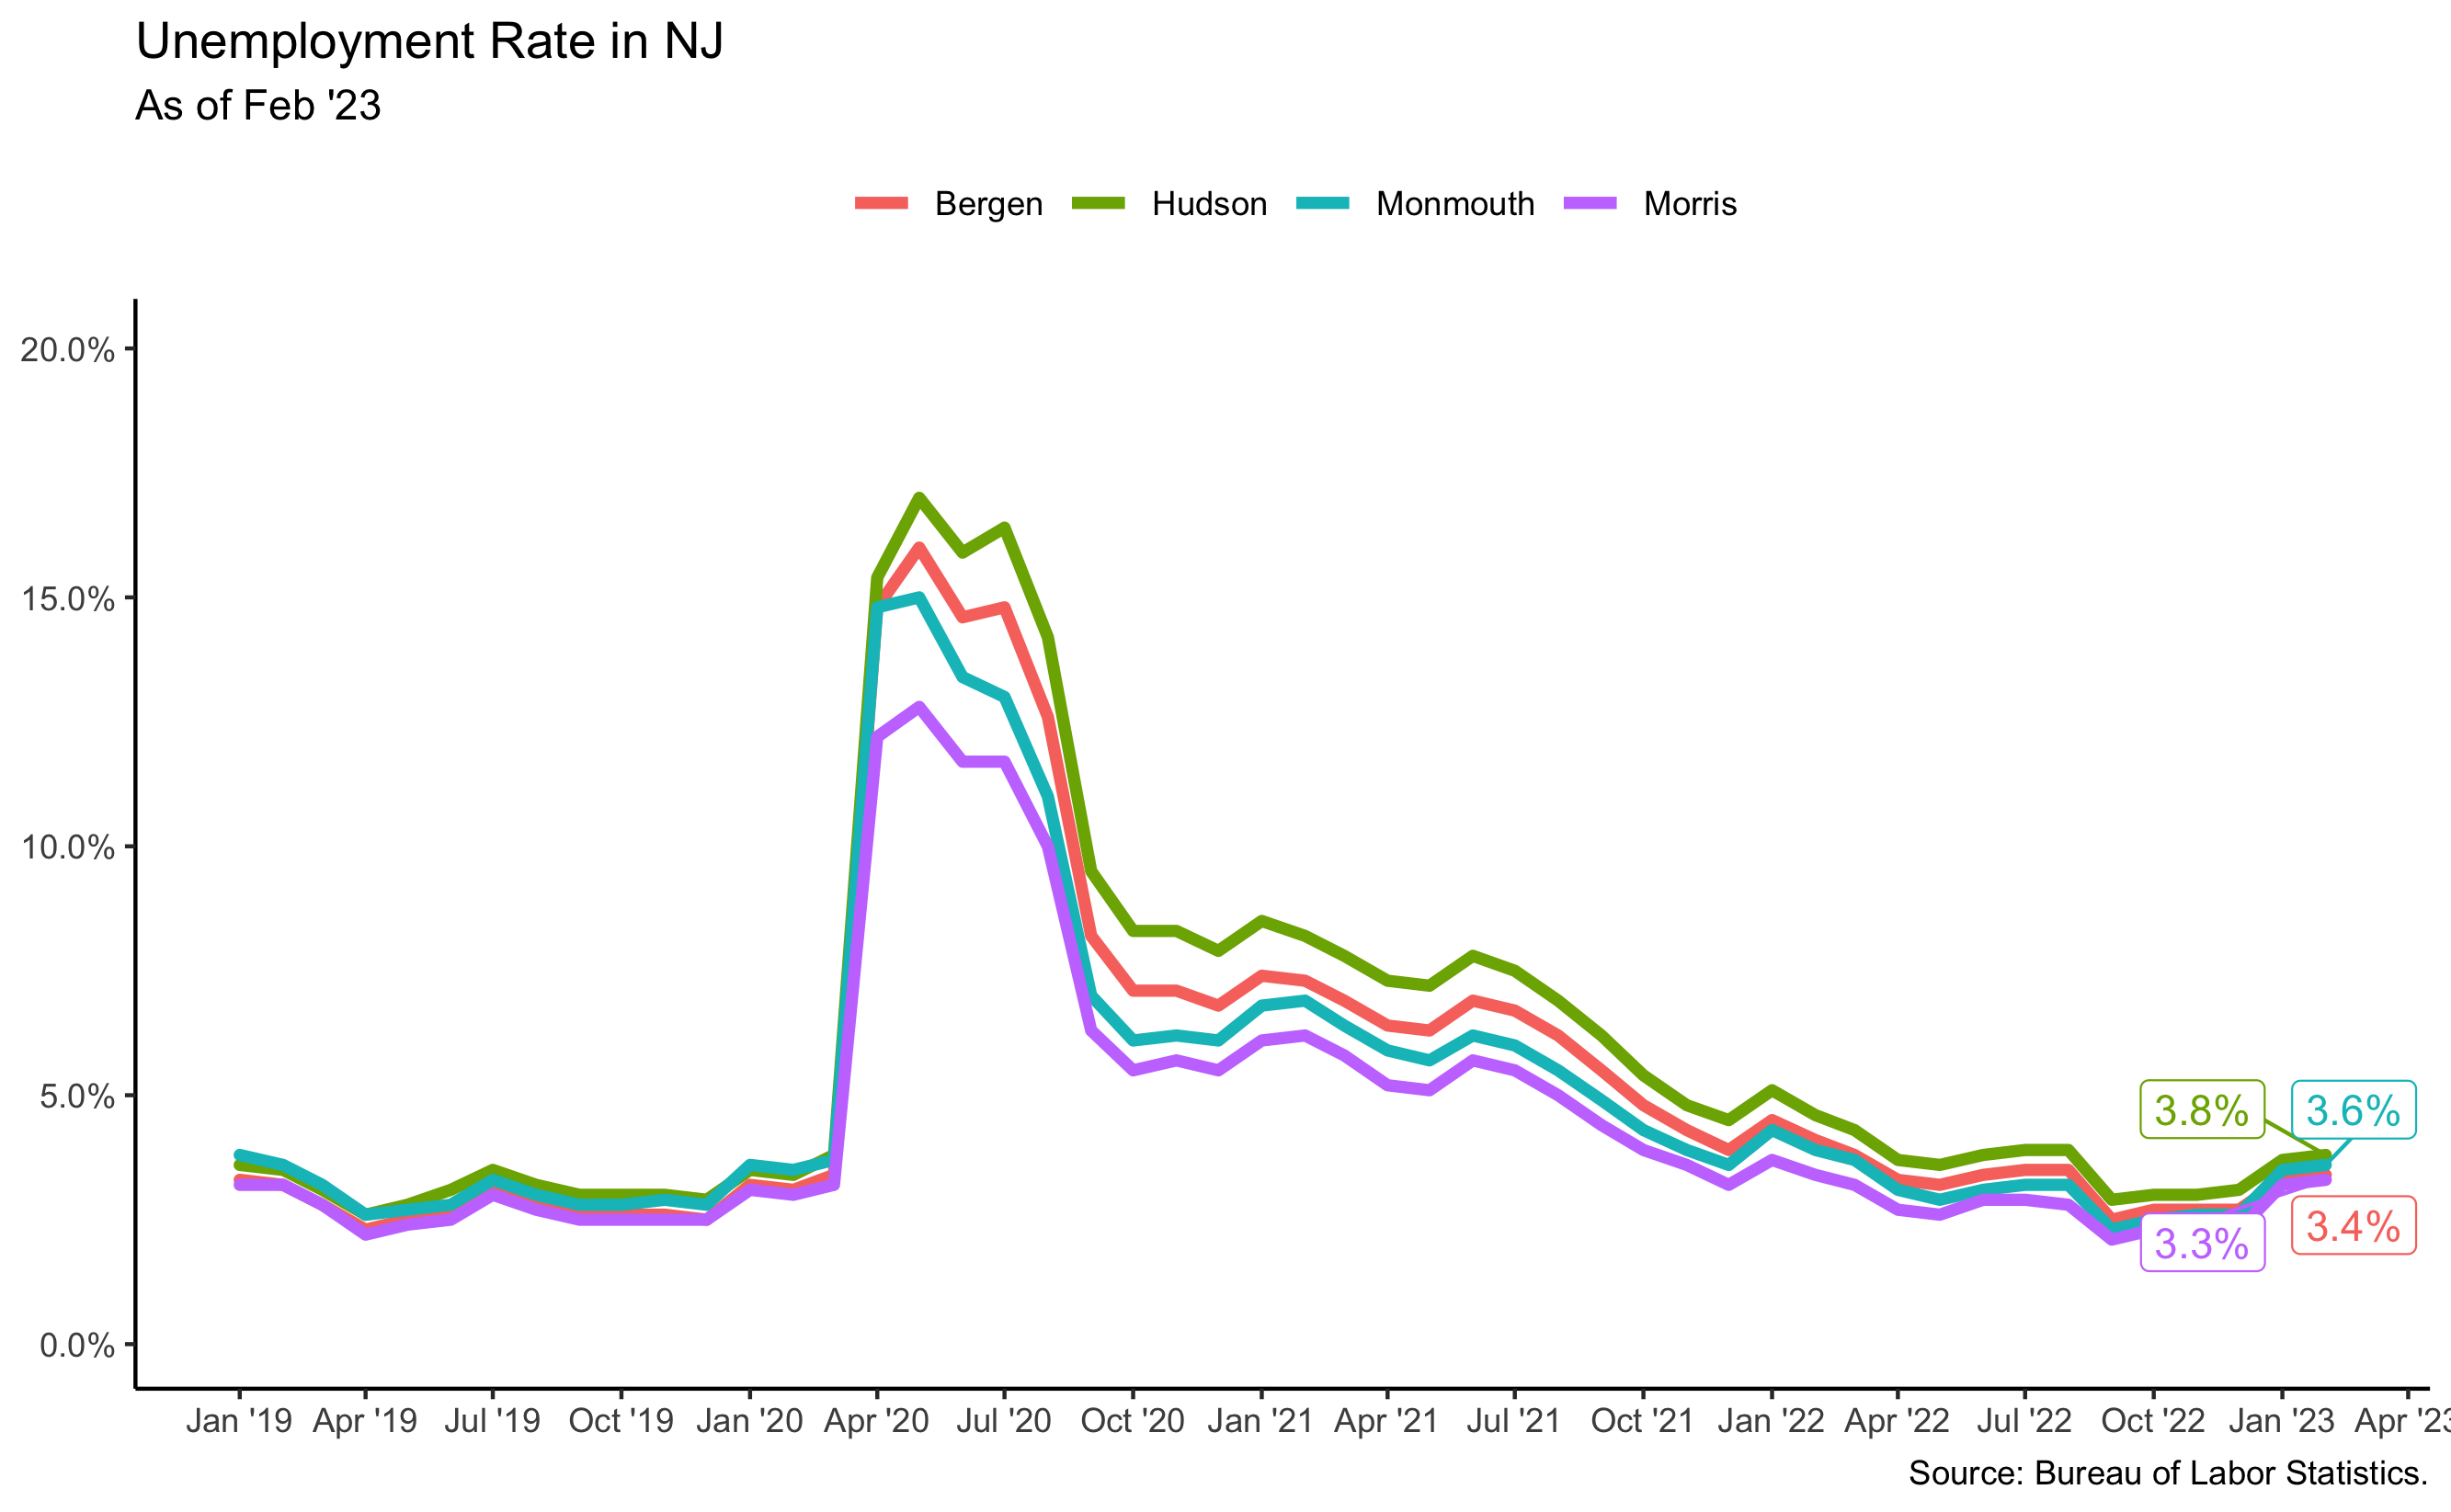 Unemployment Rate in NJ
As of Feb '23
Bergen Hudson Monmouth Morris
20.0%
15.0%
10.0%
5.0%
3.8% 3.6%
3.3% 3.4%
0.0%
Jan '19 Apr '19 Jul '19 Oct '19 Jan '20 Apr '20 Jul '20 Oct '20 Jan '21 Apr '21 Jul '21 Oct '21 Jan '22 Apr '22 Jul '22 Oct '22 Jan '23 Apr '23
Source: Bureau of Labor Statistics.